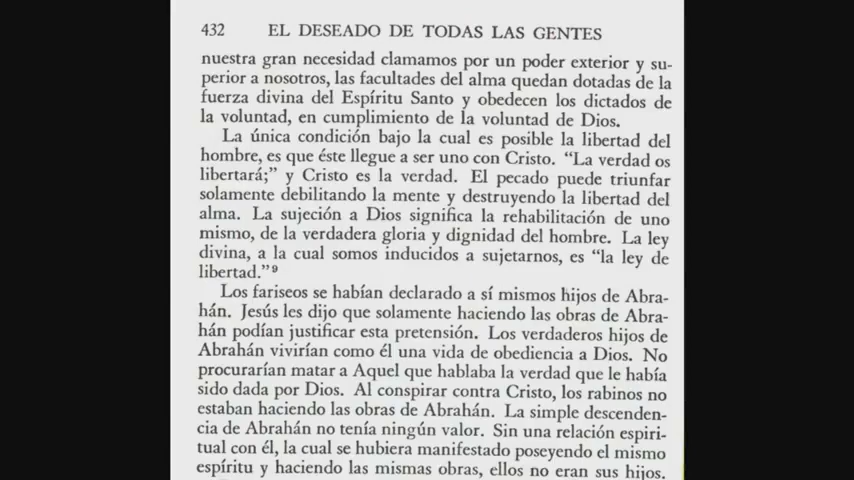 432 EL DESEADO DE TODAS LAS GENTES
nuestra gran necesidad clamamos por un poder exterior y su-
perior a nosotros, las facultades del alma quedan dotadas de la
fuerza divina del Espíritu Santo y obedecen los dictados de
la voluntad, en cumplimiento de la voluntad de Dios.
La única condición bajo la cual es posible la libertad del
hombre, es que éste llegue a ser uno con Cristo. “La verdad os
libertará;” y Cristo es la verdad. El pecado puede triunfar
solamente debilitando la mente y destruyendo la libertad del
alma. La sujeción a Dios significa la rehabilitación de uno
mismo, de la verdadera gloria y dignidad del hombre. La ley
divina, a la cual somos inducidos a sujetarnos, es “la ley de
libertad.”⁹
Los fariseos se habían declarado a sí mismos hijos de Abra-
hán. Jesús les dijo que solamente haciendo las obras de Abra-
hán podían justificar esta pretensión. Los verdaderos hijos de
Abrahán vivirían como él una vida de obediencia a Dios. No
procurarían matar a Aquel que hablaba la verdad que le había
sido dada por Dios. Al conspirar contra Cristo, los rabinos no
estaban haciendo las obras de Abrahán. La simple descenden-
cia de Abrahán no tenía ningún valor. Sin una relación espiri-
tual con él, la cual se hubiera manifestado poseyendo el mismo
espíritu y haciendo las mismas obras, ellos no eran sus hijos.